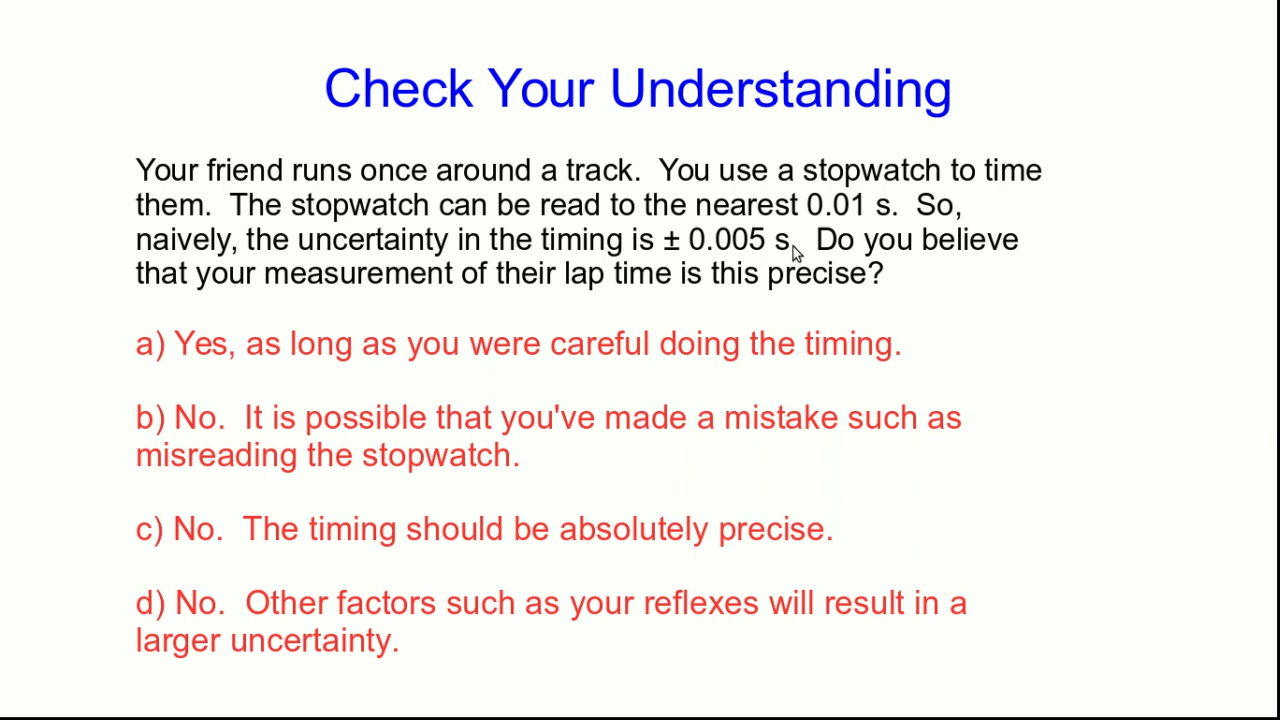 Check Your Understanding
Your friend runs once around a track. You use a stopwatch to time
them. The stopwatch can be read to the nearest 0.01 s. So,
naively, the uncertainty in the timing is ± 0.005 s. Do you believe
that your measurement of their lap time is this precise?
a) Yes, as long as you were careful doing the timing.
b) No. It is possible that you've made a mistake such as
misreading the stopwatch.
c) No. The timing should be absolutely precise.
d) No. Other factors such as your reflexes will result in a
larger uncertainty.